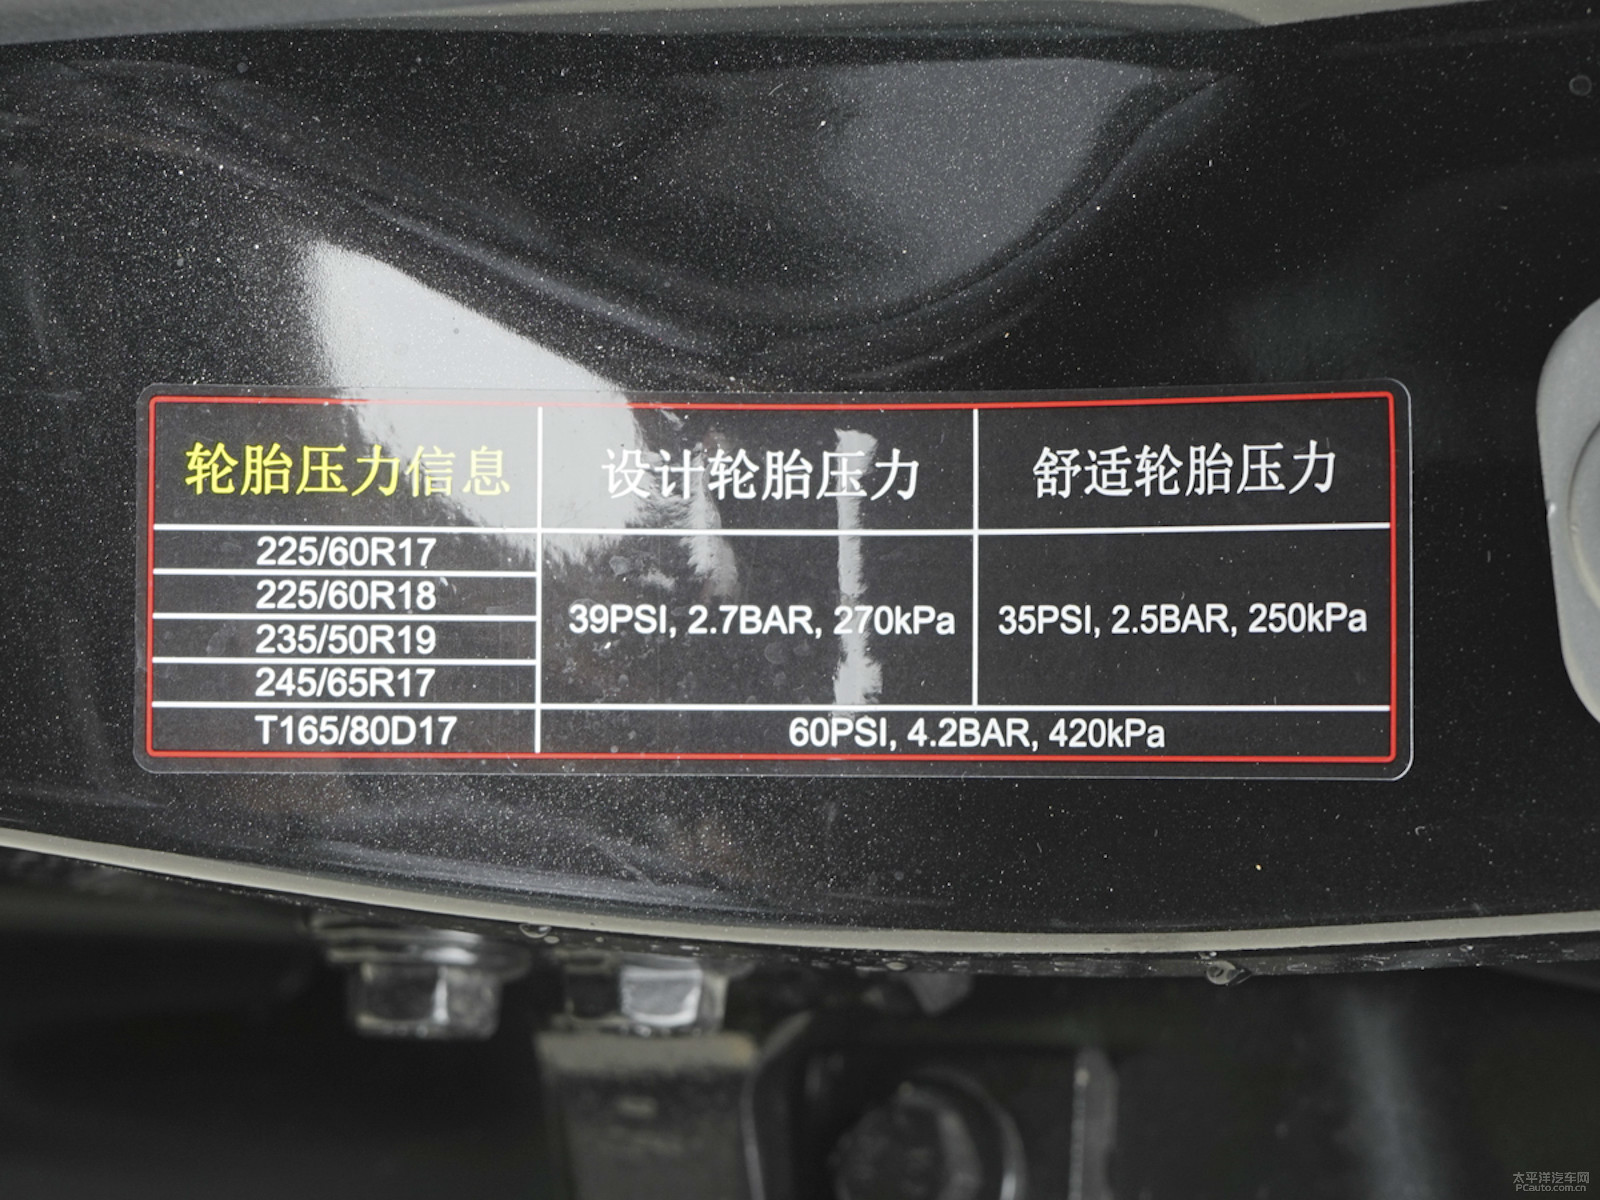 轮胎压力信息 设计轮胎压力 舒适轮胎压力
225/60R17
225/60R18
235/50R19
245/65R17
39PSI, 2.7BAR, 270kPa 35PSI, 2.5BAR, 250kPa
T165/80D17 60PSI, 4.2BAR, 420kPa
太平洋汽车网
PCauto.com.cn